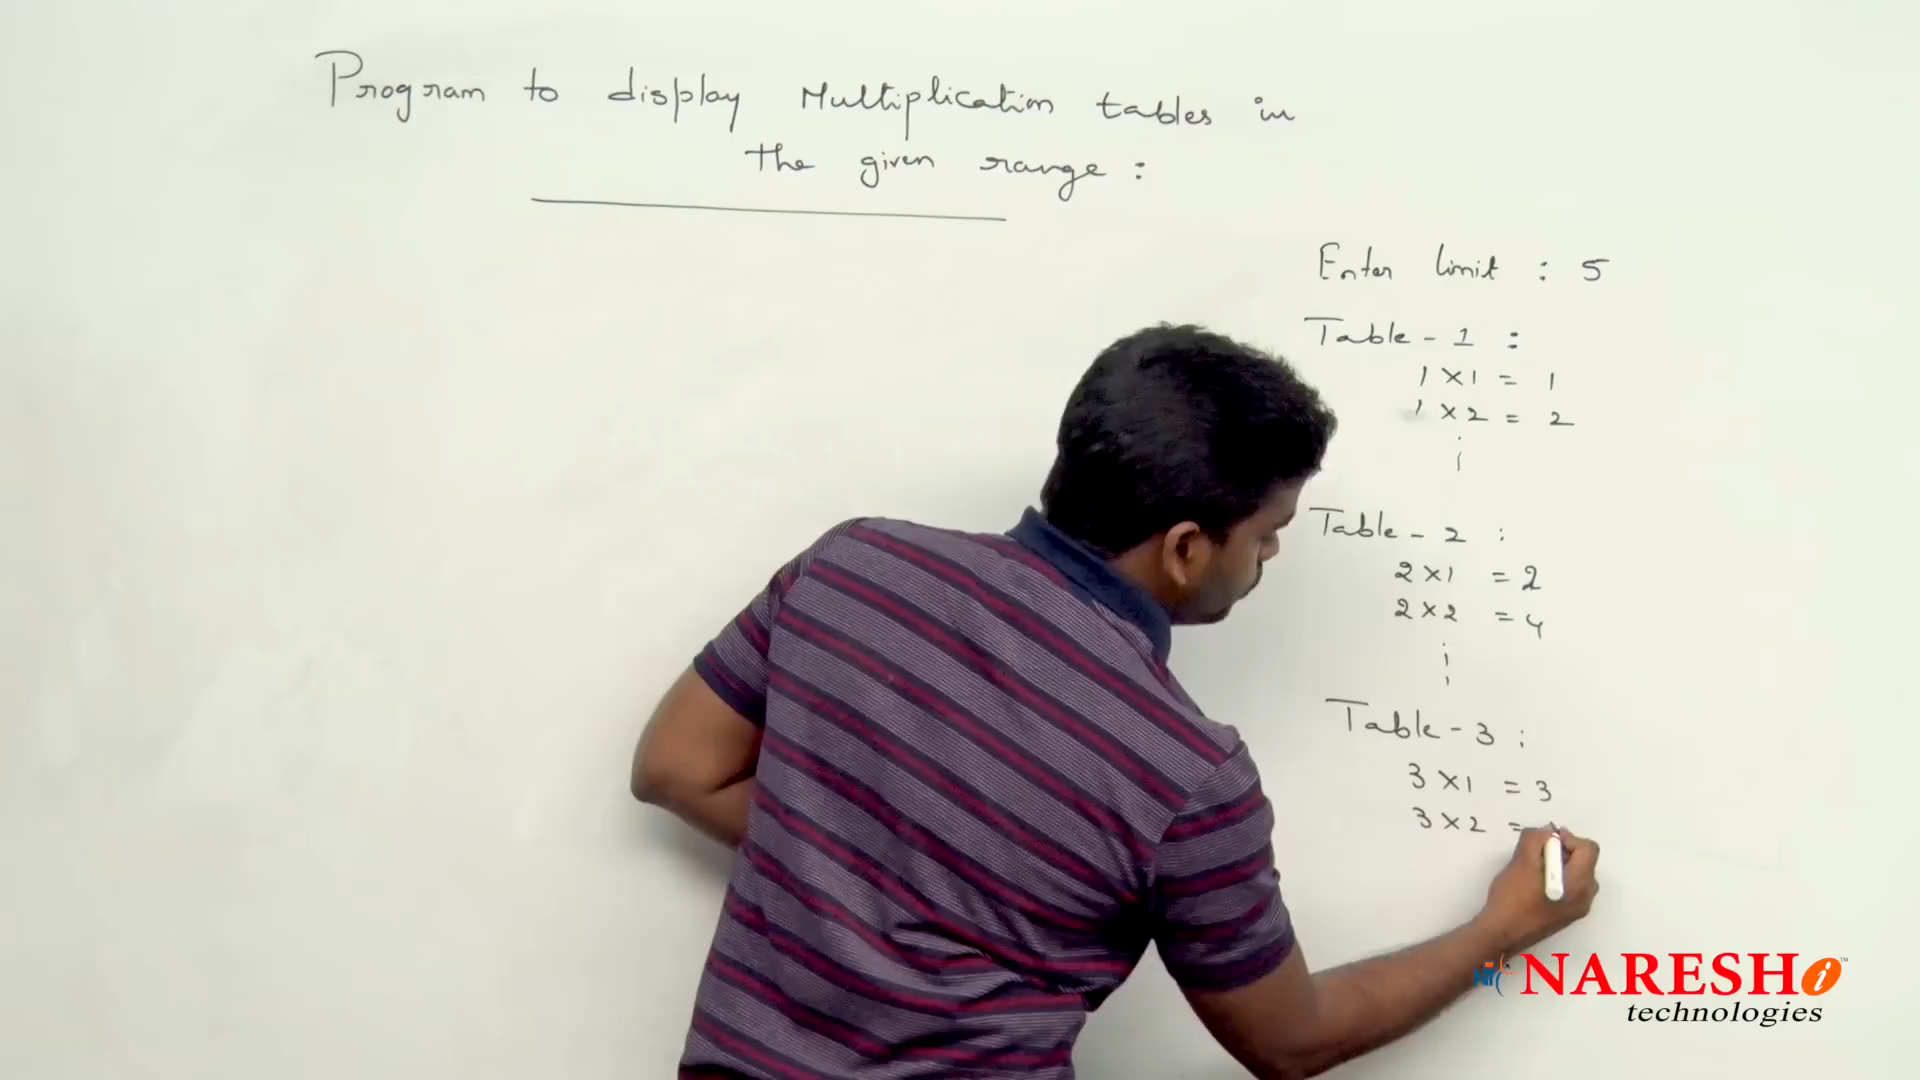 Program to display Multiplication tables in
the given range :
Enter limit : 5
Table - 1 :
1 x 1 = 1
1 x 2 = 2
Table - 2 :
2 x 1 = 2
2 x 2 = 4
Table - 3 :
3 x 1 = 3
3 x 2 =
NARESH i ™
technologies